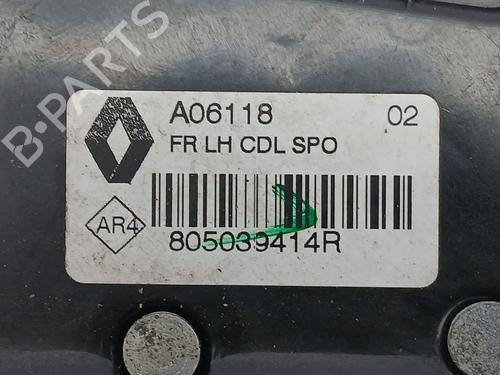 B-PARTS
A06118 02
FR LH CDL SPO
AR4
805039414R